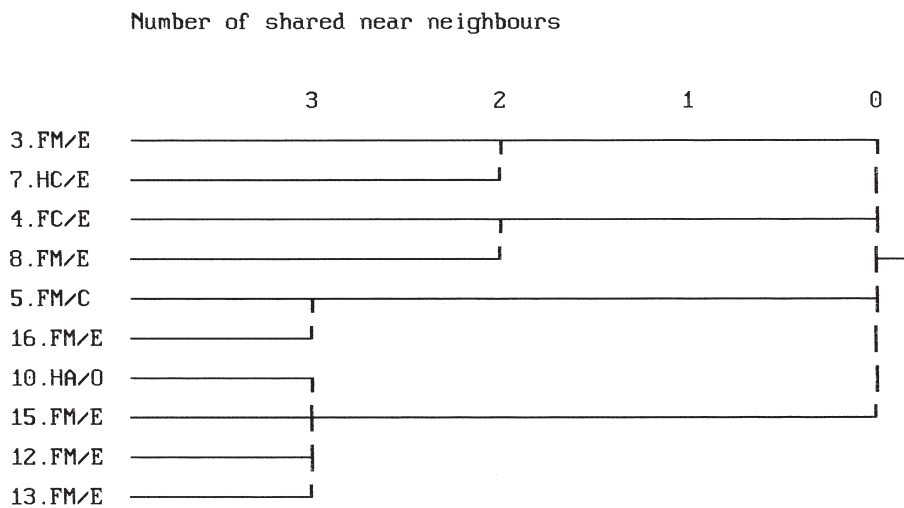 Number of shared near neighbours
3 2 1 0
3.FM/E
7.HC/E
4.FC/E
8.FM/E
5.FM/C
16.FM/E
10.HA/O
15.FM/E
12.FM/E
13.FM/E